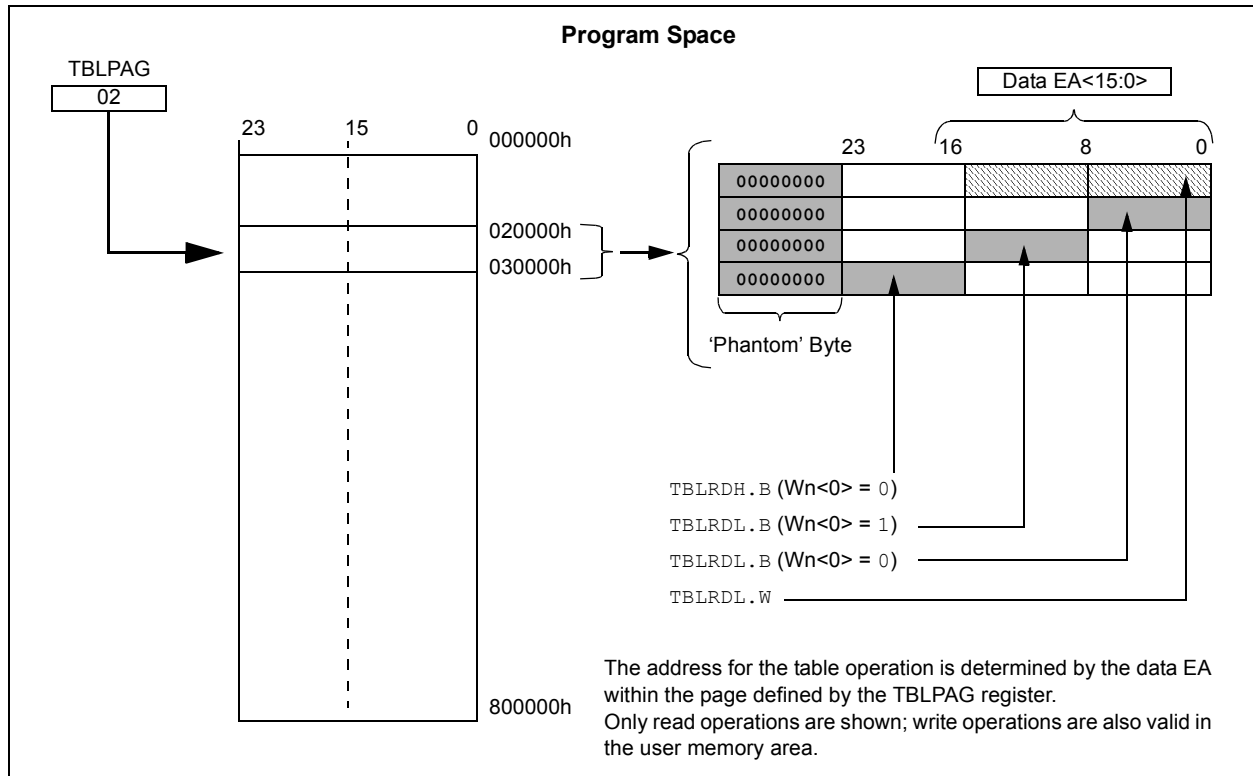 Program Space
TBLPAG
02
Data EA<15:0>
23 15 0
000000h
020000h
030000h
800000h
23 16 8 0
00000000
00000000
00000000
00000000
‘Phantom’ Byte
TBLRDH.B (Wn<0> = 0)
TBLRDL.B (Wn<0> = 1)
TBLRDL.B (Wn<0> = 0)
TBLRDL.W
The address for the table operation is determined by the data EA
within the page defined by the TBLPAG register.
Only read operations are shown; write operations are also valid in
the user memory area.